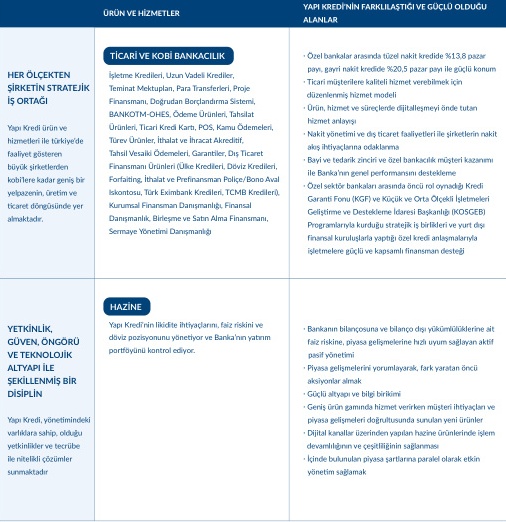 ÜRÜN VE HİZMETLER
YAPI KREDİ'NİN FARKLILAŞTIĞI VE GÜÇLÜ OLDUĞU
ALANLAR
HER ÖLÇEKTEN
ŞİRKETİN STRATEJİK
İŞ ORTAĞI
Yapı Kredi ürün ve
hizmetleri ile türkiye'de
faaliyet gösteren
büyük şirketlerden
kobi'lere kadar geniş bir
yelpazenin, üretim ve
ticaret döngüsünde yer
almaktadır.
TİCARİ VE KOBİ BANKACILIK
İşletme Kredileri, Uzun Vadeli Krediler,
Teminat Mektupları, Para Transferleri, Proje
Finansmanı, Doğrudan Borçlandırma Sistemi,
BANKOTM-OHES, Ödeme Ürünleri, Tahsilat
Ürünleri, Ticari Kredi Kartı, POS, Kamu Ödemeleri,
Türev Ürünler, İthalat ve İhracat Akreditif,
Tahsil Vesaiki Ödemeleri, Garantiler, Dış Ticaret
Finansmanı Ürünleri (Ülke Kredileri, Döviz Kredileri,
Forfaiting, İthalat ve Prefinansman Poliçe/Bono Aval
Iskontosu, Türk Eximbank Kredileri, TCMB Kredileri),
Kurumsal Finansman Danışmanlığı, Finansal
Danışmanlık, Birleşme ve Satın Alma Finansmanı,
Sermaye Yönetimi Danışmanlığı
· Özel bankalar arasında tüzel nakit kredide %13,8 pazar
payı, gayri nakit kredide %20,5 pazar payı ile güçlü konum
· Ticari müşterilere kaliteli hizmet verebilmek için
düzenlenmiş hizmet modeli
· Ürün, hizmet ve süreçlerde dijitalleşmeyi önde tutan
hizmet anlayışı
· Nakit yönetimi ve dış ticaret faaliyetleri ile şirketlerin nakit
akış ihtiyaçlarına odaklanma
· Bayi ve tedarik zinciri ve özel bankacılık müşteri kazanımı
ile Banka'nın genel performansını destekleme
· Özel sektör bankaları arasında öncü rol oynadığı Kredi
Garanti Fonu (KGF) ve Küçük ve Orta Ölçekli İşletmeleri
Geliştirme ve Destekleme İdaresi Başkanlığı (KOSGEB)
Programlarıyla kurduğu stratejik iş birlikleri ve yurt dışı
finansal kuruluşlarla yaptığı özel kredi anlaşmalarıyla
işletmelere güçlü ve kapsamlı finansman desteği
YETKİNLİK,
GÜVEN, ÖNGÖRÜ
VE TEKNOLOJİK
ALTYAPI İLE
ŞEKİLLENMİŞ BİR
DİSİPLİN
Yapı Kredi, yönetimindeki
varlıklara sahip, olduğu
yetkinlikler ve tecrübe
ile nitelikli çözümler
sunmaktadır
HAZİNE
Yapı Kredi'nin likidite ihtiyaçlarını, faiz riskini ve
döviz pozisyonunu yönetiyor ve Banka'nın yatırım
portföyünü kontrol ediyor.
· Bankanın bilançosuna ve bilanço dışı yükümlülüklerine ait
faiz riskine, piyasa gelişmelerine hızlı uyum sağlayan aktif
pasif yönetimi
· Piyasa gelişmelerini yorumlayarak, fark yaratan öncü
aksiyonlar almak
· Güçlü altyapı ve bilgi birikimi
· Geniş ürün gamında hizmet verirken müşteri ihtiyaçları ve
piyasa gelişmeleri doğrultusunda sunulan yeni ürünler
· Dijital kanallar üzerinden yapılan hazine ürünlerinde işlem
devamlılığının ve çeşitliliğinin sağlanması
· İçinde bulunulan piyasa şartlarına paralel olarak etkin
yönetim sağlamak